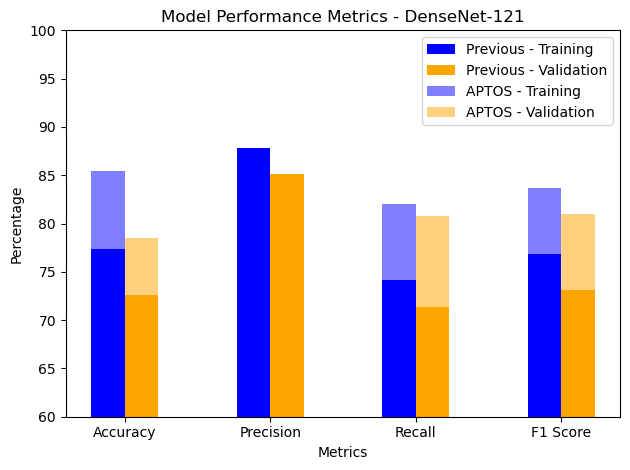 Model Performance Metrics - DenseNet-121
Previous - Training
Previous - Validation
APTOS - Training
APTOS - Validation
Percentage
100
95
90
85
80
75
70
65
60
Accuracy
Precision
Recall
F1 Score
Metrics